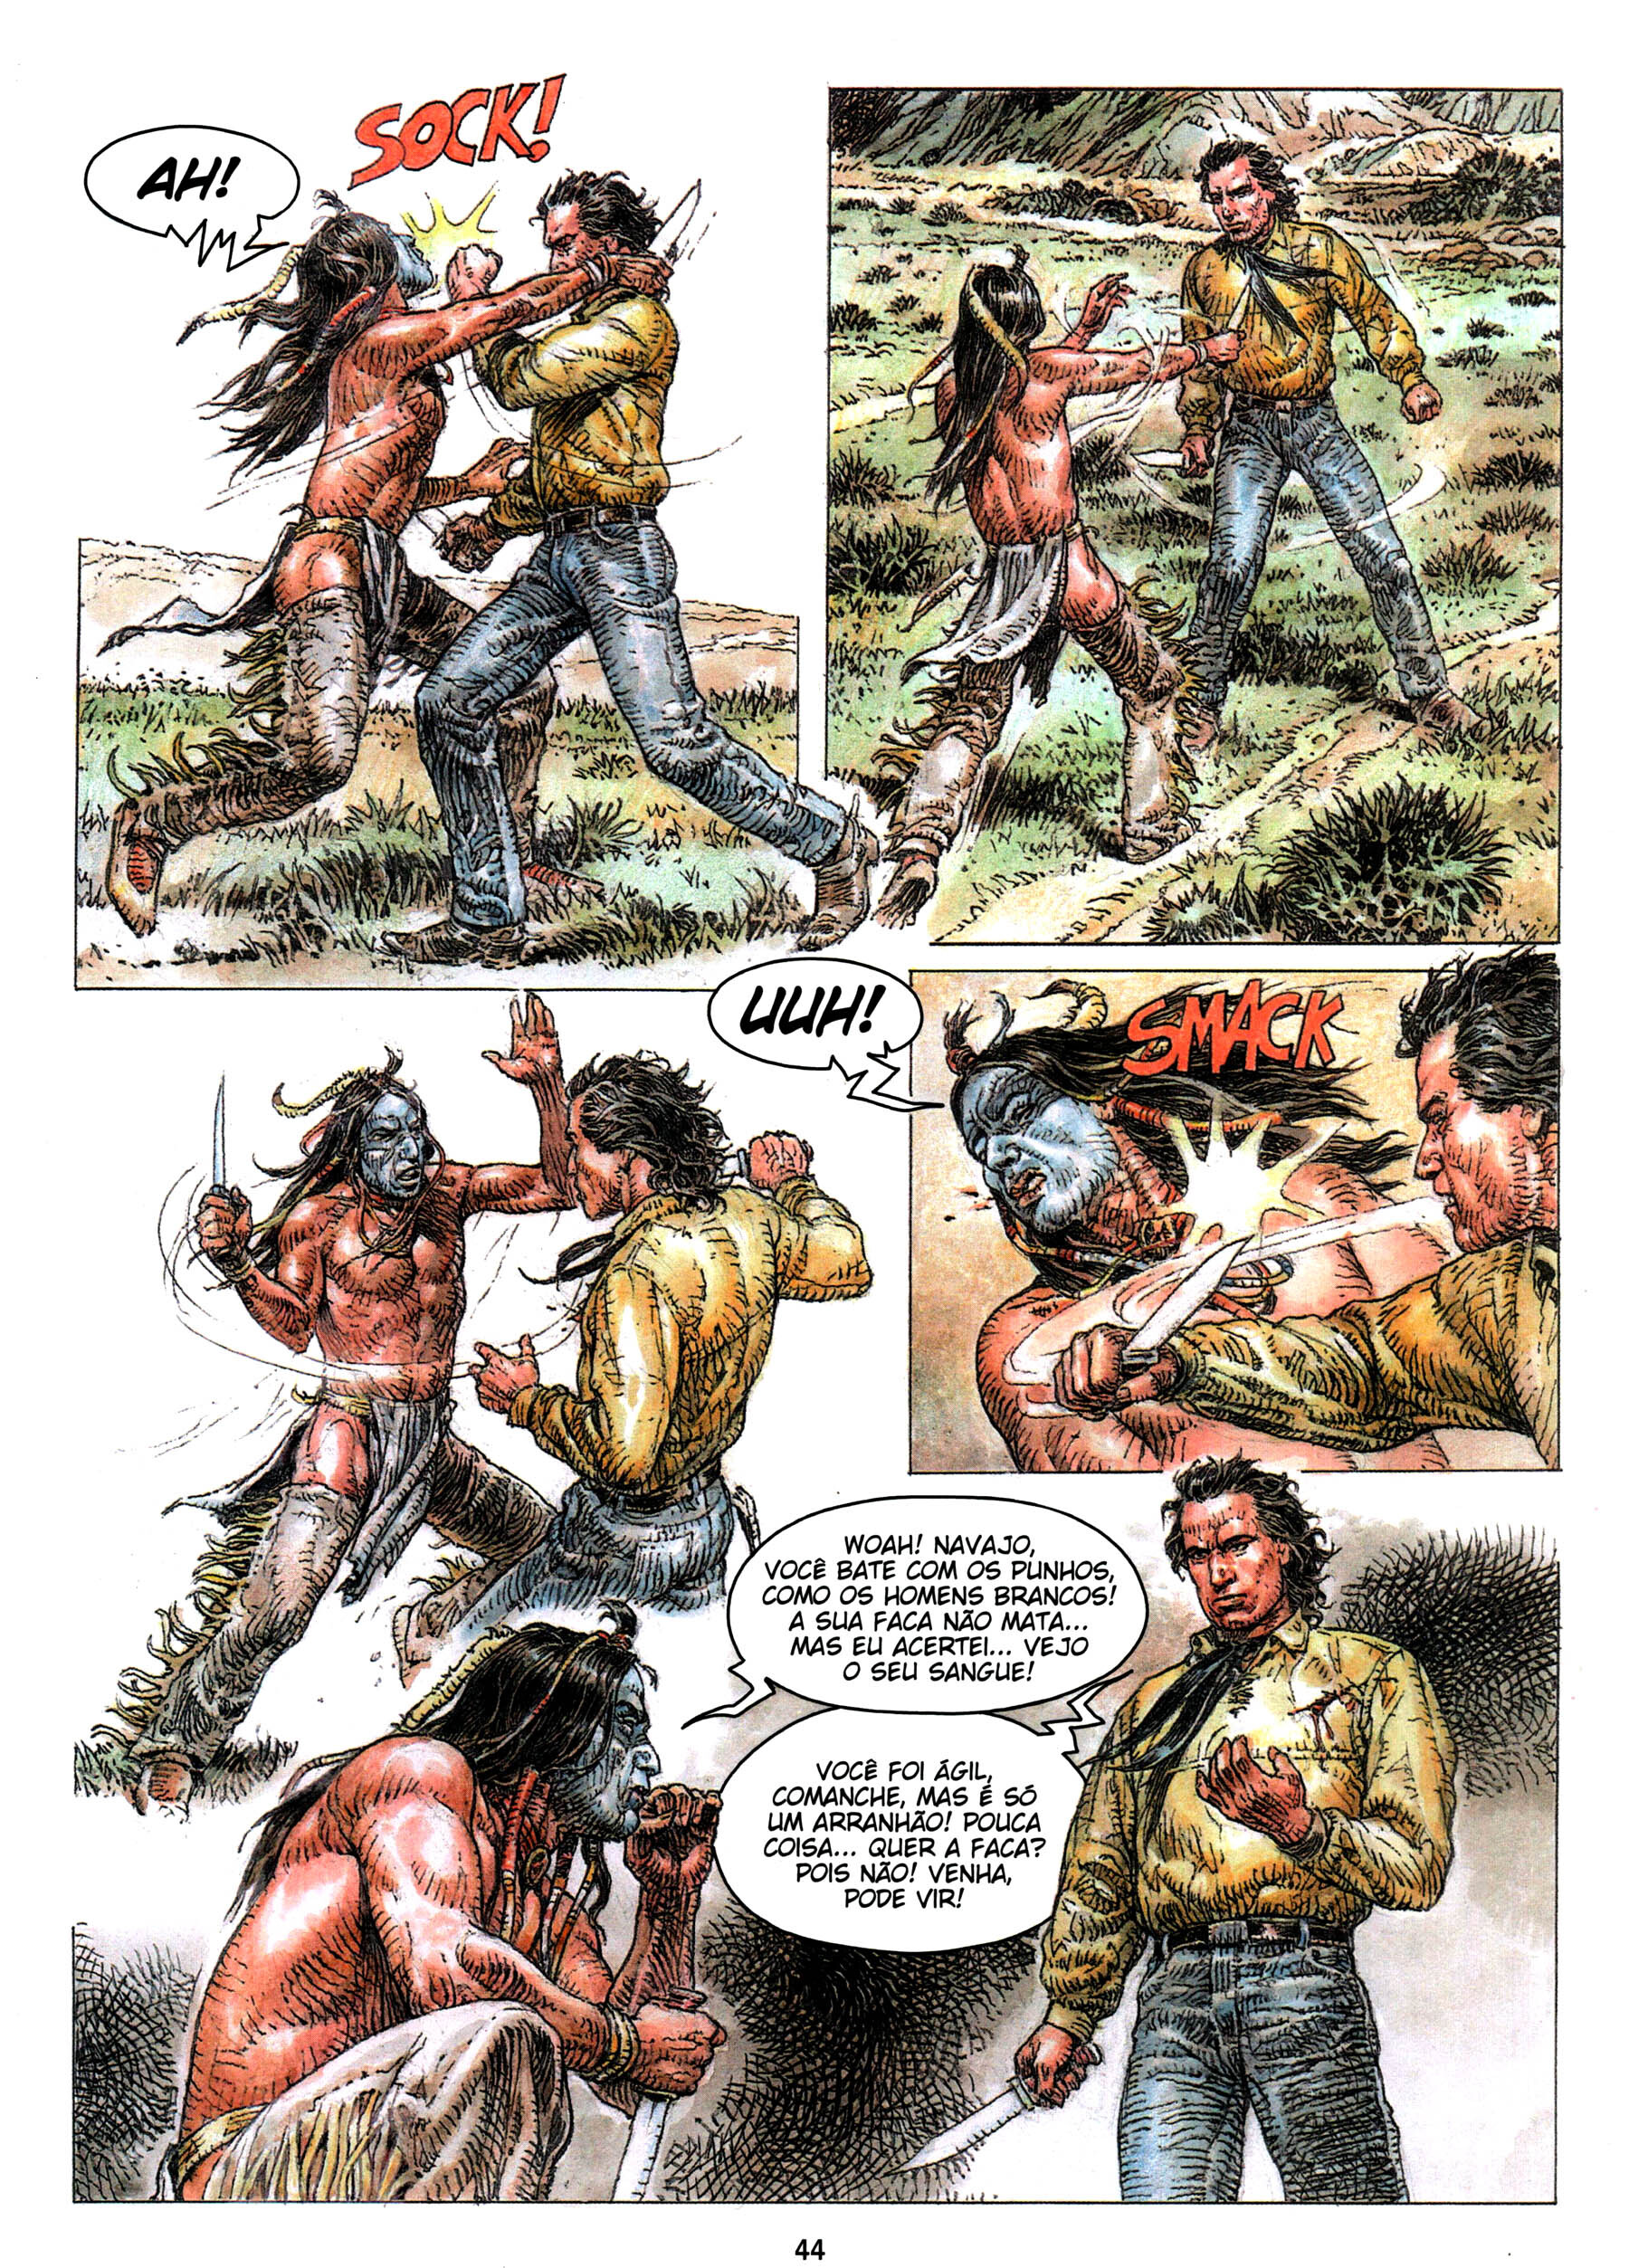 SOCK!
AH!
UUH!
SMACK
WOAH! NAVAJO,
VOCÊ BATE COM OS PUNHOS,
COMO OS HOMENS BRANCOS!
A SUA FACA NÃO MATA...
MAS EU ACERTEI... VEJO
O SEU SANGUE!
VOCÊ FOI ÁGIL,
COMANCHE, MAS É SÓ
UM ARRANHÃO! POUCA
COISA... QUER A FACA?
POIS NÃO! VENHA,
PODE VIR!
44